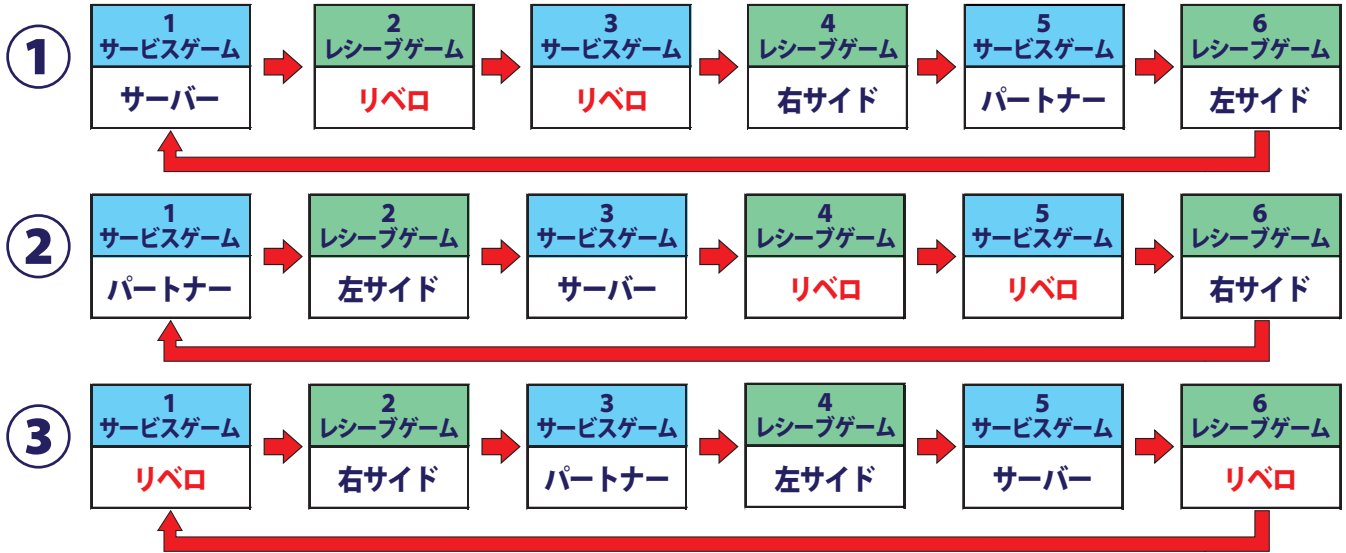 ①
1
サービスゲーム
サーバー
2
レシーブゲーム
リベロ
3
サービスゲーム
リベロ
4
レシーブゲーム
右サイド
5
サービスゲーム
パートナー
6
レシーブゲーム
左サイド
②
1
サービスゲーム
パートナー
2
レシーブゲーム
左サイド
3
サービスゲーム
サーバー
4
レシーブゲーム
リベロ
5
サービスゲーム
リベロ
6
レシーブゲーム
右サイド
③
1
サービスゲーム
リベロ
2
レシーブゲーム
右サイド
3
サービスゲーム
パートナー
4
レシーブゲーム
左サイド
5
サービスゲーム
サーバー
6
レシーブゲーム
リベロ